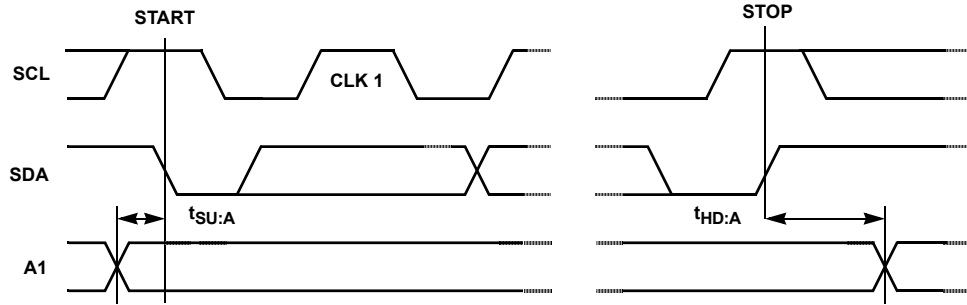 START
STOP
SCL
CLK 1
SDA
tSU:A
tHD:A
A1